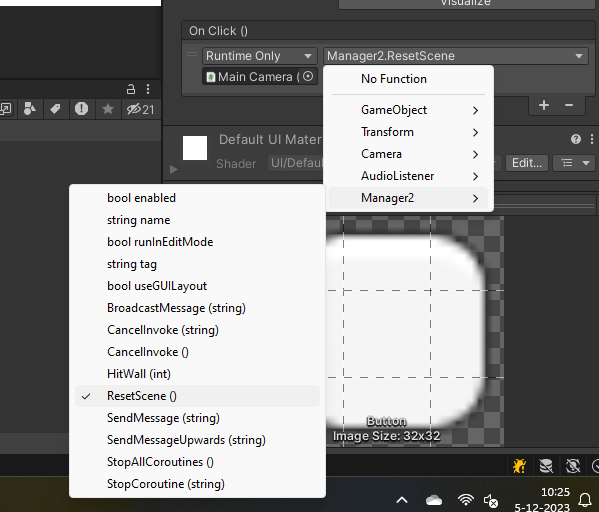 Visualize
On Click ()
Runtime Only
Manager2.ResetScene
Main Camera (
No Function
GameObject
Transform
Camera
AudioListener
Manager2
21
Default UI Mater
Shader
UI/Defaul
Edit...
bool enabled
string name
bool runInEditMode
string tag
bool useGUILayout
BroadcastMessage (string)
CancelInvoke (string)
CancelInvoke ()
HitWall (int)
ResetScene ()
SendMessage (string)
SendMessageUpwards (string)
StopAllCoroutines ()
StopCoroutine (string)
Button
Image Size: 32x32
10:25
5-12-2023